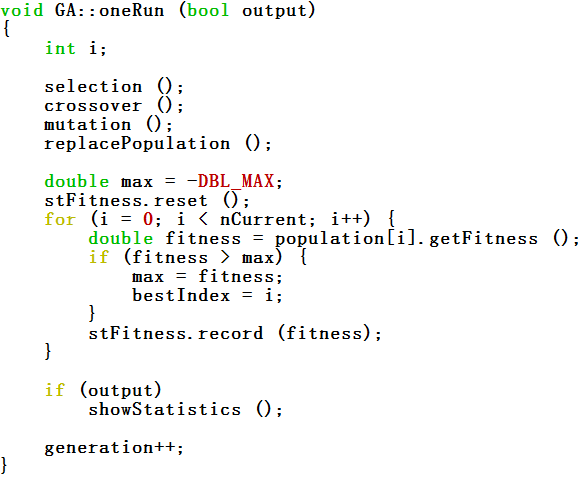 void GA::oneRun (bool output)
{
    int i;

    selection ();
    crossover ();
    mutation ();
    replacePopulation ();

    double max = -DBL_MAX;
    stFitness.reset ();
    for (i = 0; i < nCurrent; i++) {
        double fitness = population[i].getFitness ();
        if (fitness > max) {
            max = fitness;
            bestIndex = i;
        }
        stFitness.record (fitness);
    }

    if (output)
        showStatistics ();

    generation++;
}